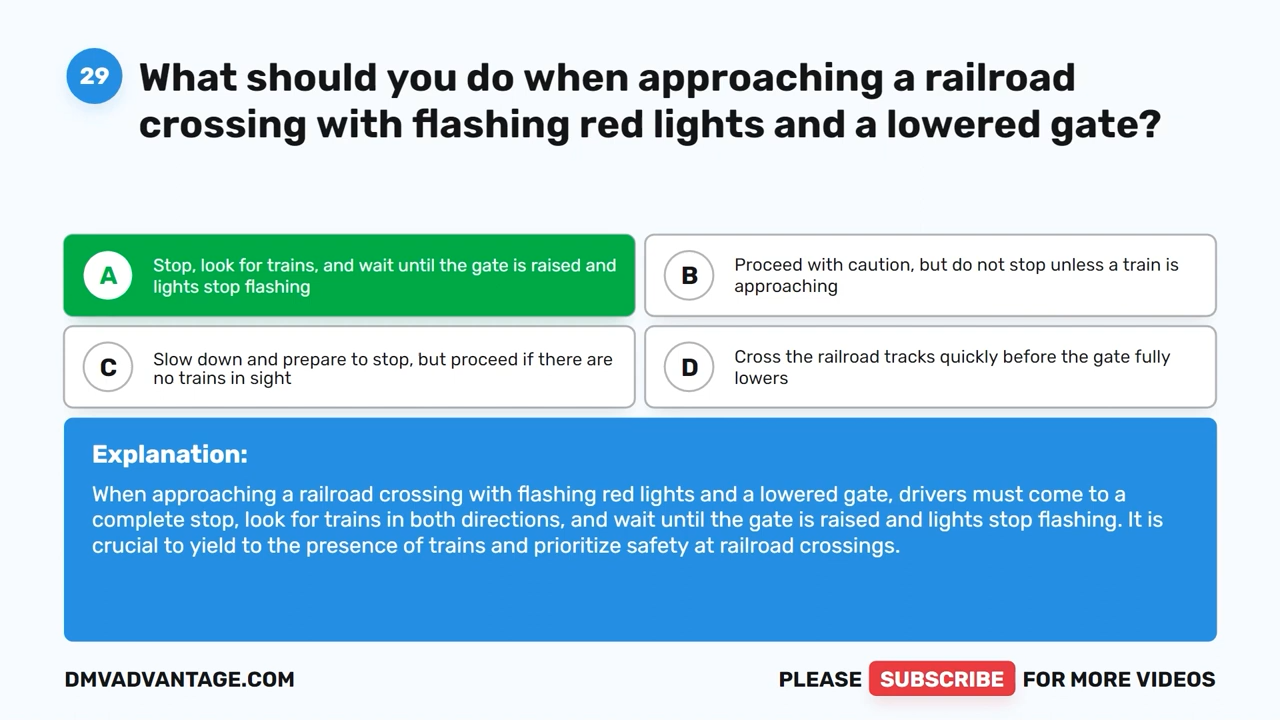 29
What should you do when approaching a railroad
crossing with flashing red lights and a lowered gate?
A
Stop, look for trains, and wait until the gate is raised and
lights stop flashing
B
Proceed with caution, but do not stop unless a train is
approaching
C
Slow down and prepare to stop, but proceed if there are
no trains in sight
D
Cross the railroad tracks quickly before the gate fully
lowers
Explanation:
When approaching a railroad crossing with flashing red lights and a lowered gate, drivers must come to a
complete stop, look for trains in both directions, and wait until the gate is raised and lights stop flashing. It is
crucial to yield to the presence of trains and prioritize safety at railroad crossings.
DMVADVANTAGE.COM
PLEASE SUBSCRIBE FOR MORE VIDEOS